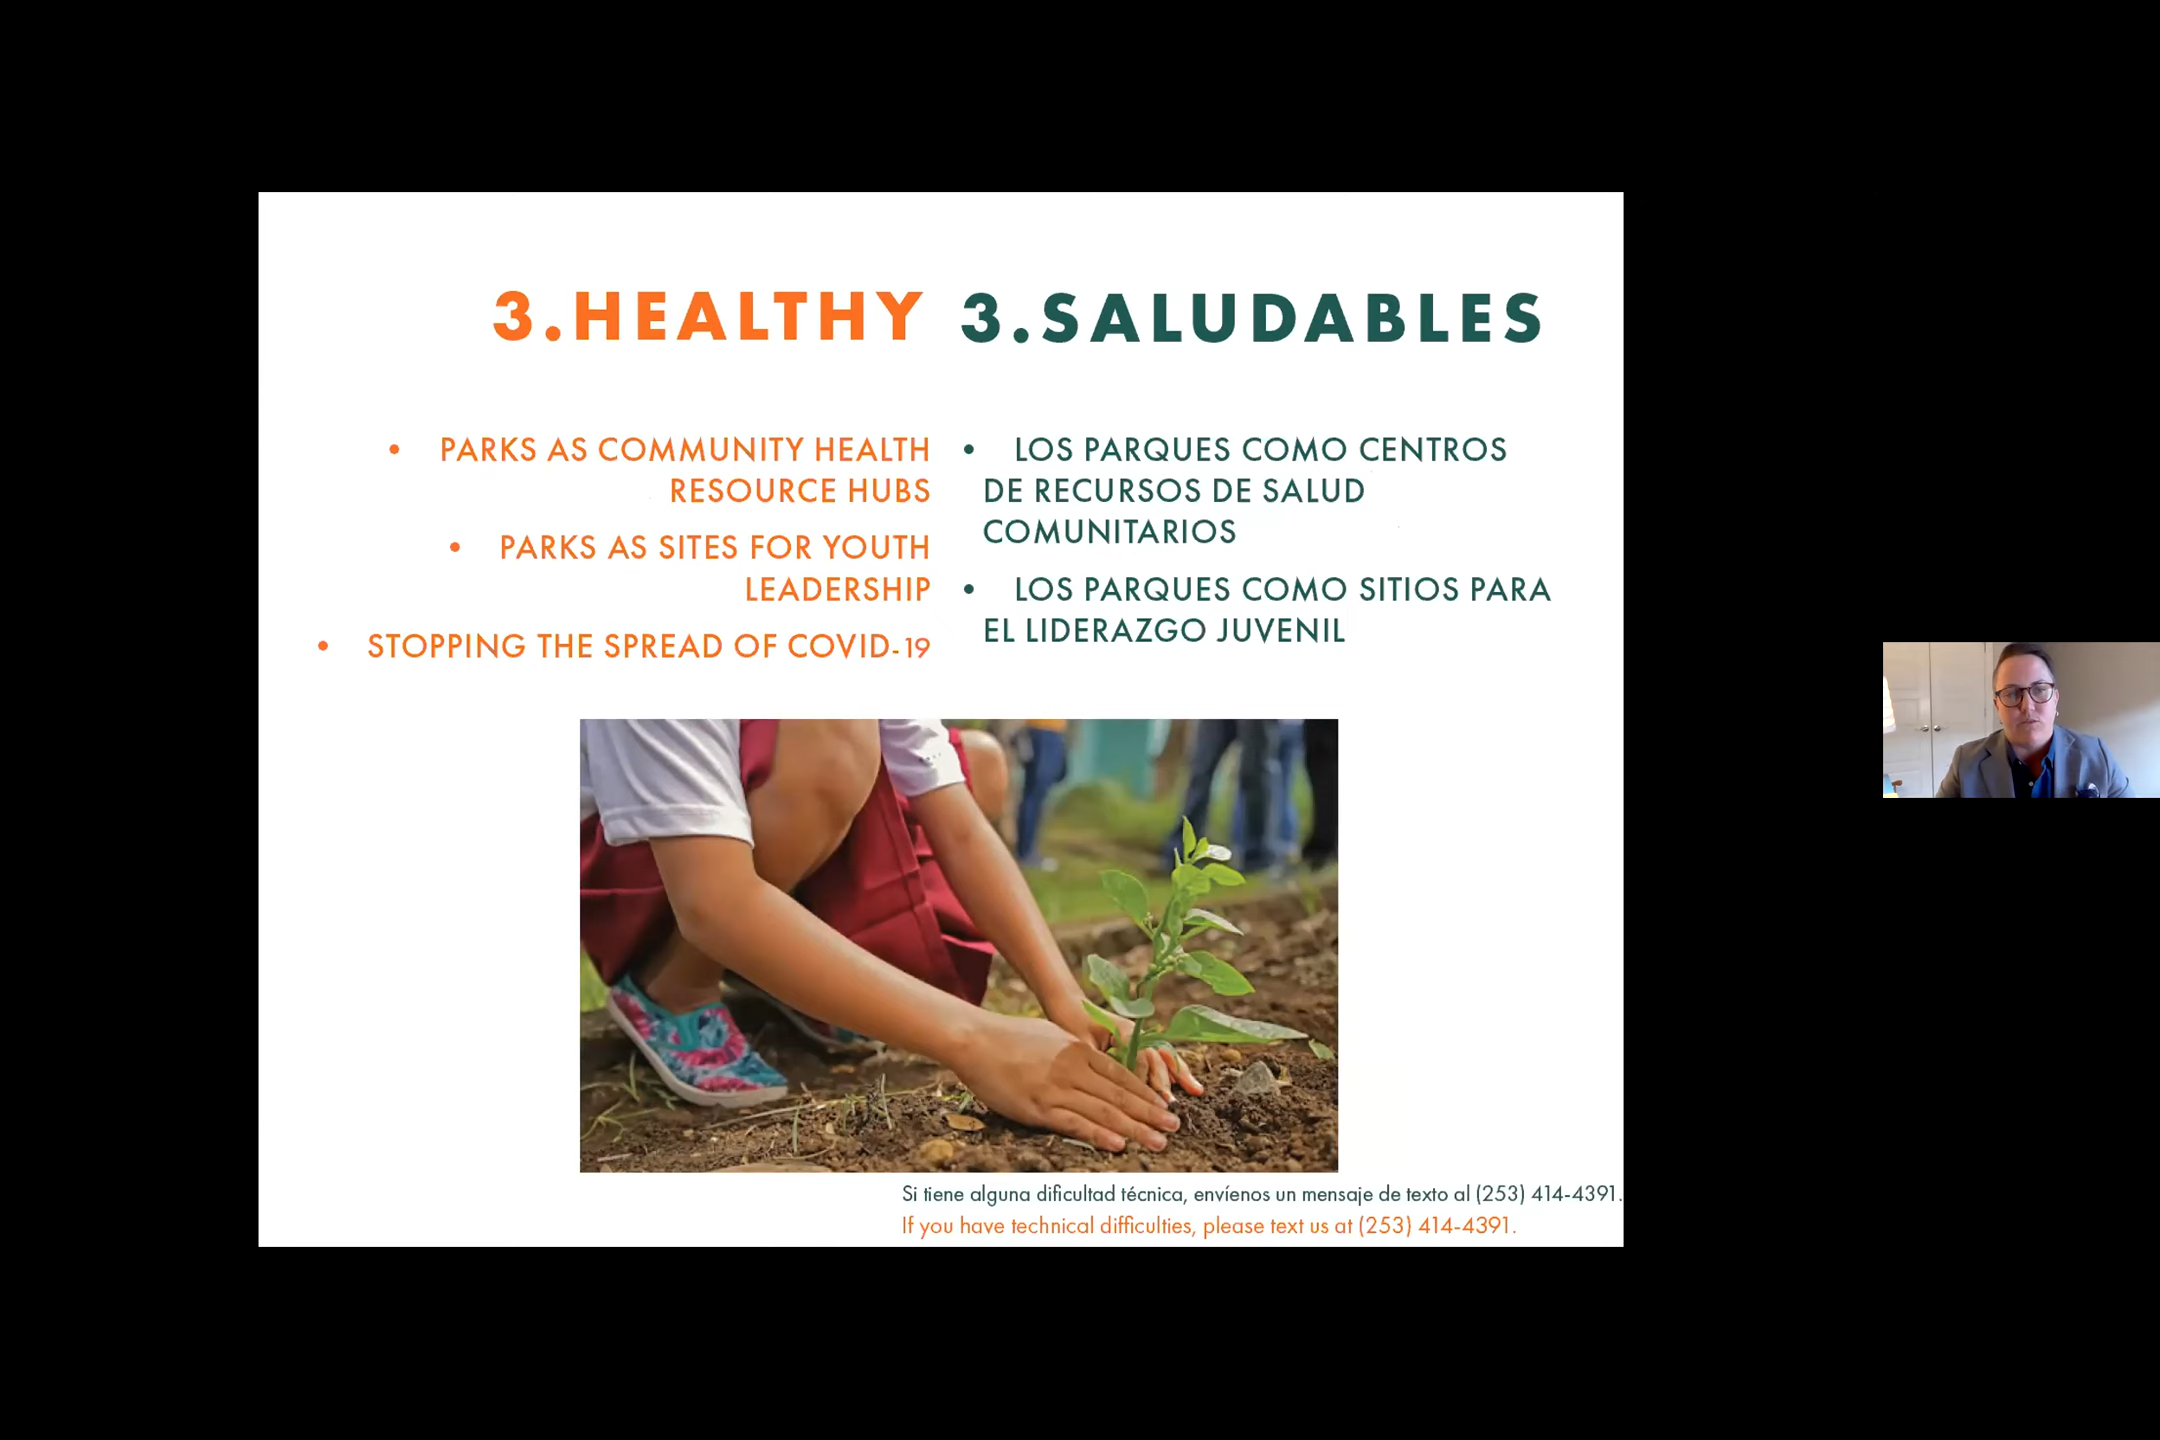 3.HEALTHY
• PARKS AS COMMUNITY HEALTH
RESOURCE HUBS
• PARKS AS SITES FOR YOUTH
LEADERSHIP
• STOPPING THE SPREAD OF COVID-19
3.SALUDABLES
• LOS PARQUES COMO CENTROS
DE RECURSOS DE SALUD
COMUNITARIOS
• LOS PARQUES COMO SITIOS PARA
EL LIDERAZGO JUVENIL
Si tiene alguna dificultad técnica, envíenos un mensaje de texto al (253) 414-4391.
If you have technical difficulties, please text us at (253) 414-4391.